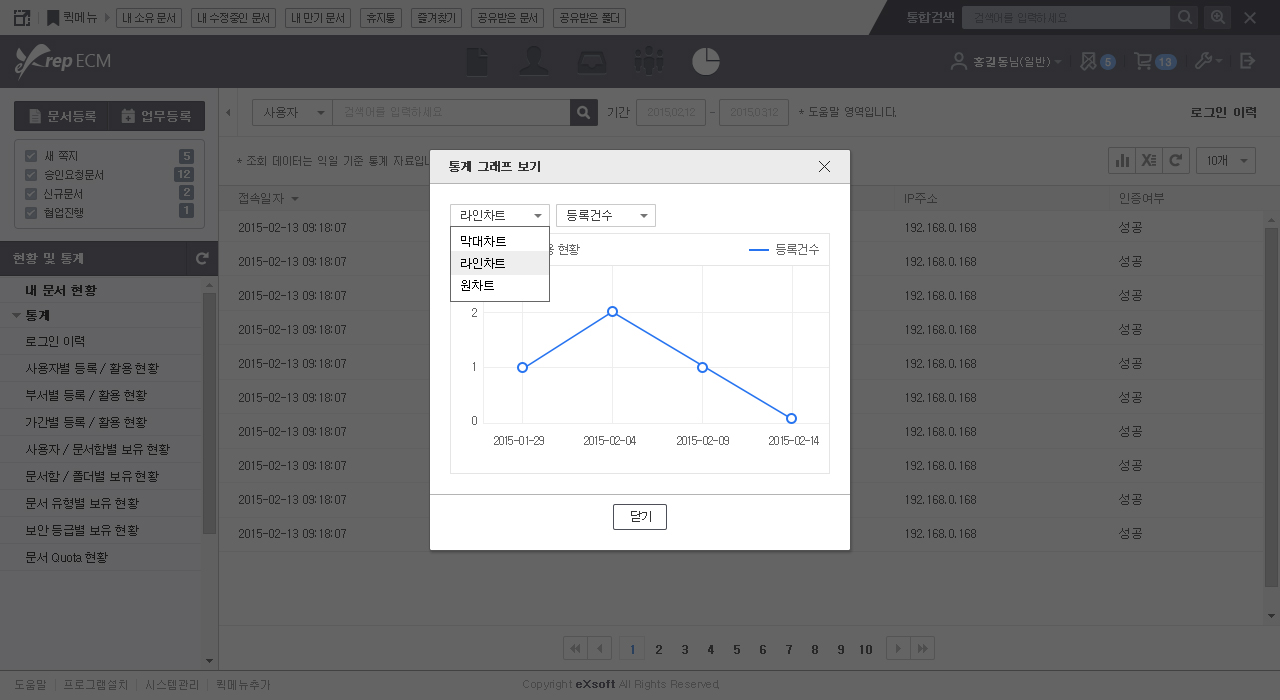 퀵메뉴 내 소유 문서 내 수정중인 문서 내 만기 문서 휴지통 즐겨찾기 공유받은 문서 공유받은 폴더 통합검색 검색어를 입력하세요
eXrep ECM 홍길동님(일반) 5 13
문서등록 업무등록
새 쪽지 5
승인요청문서 12
신규문서 2
협업진행 1
현황 및 통계
내 문서 현황
통계
로그인 이력
사용자별 등록 / 활용 현황
부서별 등록 / 활용 현황
가간별 등록 / 활용 현황
사용자 / 문서함별 보유 현황
문서함 / 폴더별 보유 현황
문서 유형별 보유 현황
보안 등급별 보유 현황
문서 Quota 현황
사용자 검색어를 입력하세요 기간 2015.02.12 - 2015.03.12 * 도움말 영역입니다. 로그인 이력
* 조회 데이터는 익일 기준 통계 자료입니 10개
접속일자 IP주소 인증여부
2015-02-13 09:18:07 192.168.0.168 성공
2015-02-13 09:18:07 192.168.0.168 성공
2015-02-13 09:18:07 192.168.0.168 성공
2015-02-13 09:18:07 192.168.0.168 성공
2015-02-13 09:18:07 192.168.0.168 성공
2015-02-13 09:18:07 192.168.0.168 성공
2015-02-13 09:18:07 192.168.0.168 성공
2015-02-13 09:18:07 192.168.0.168 성공
2015-02-13 09:18:07 192.168.0.168 성공
2015-02-13 09:18:07 192.168.0.168 성공
통계 그래프 보기
라인차트 등록건수
막대차트
라인차트
원차트
현황 등록건수
2
1
0
2015-01-29 2015-02-04 2015-02-09 2015-02-14
닫기
1 2 3 4 5 6 7 8 9 10
도움말 프로그램설치 시스템관리 퀵메뉴추가 Copyright eXsoft All Rights Reserved.